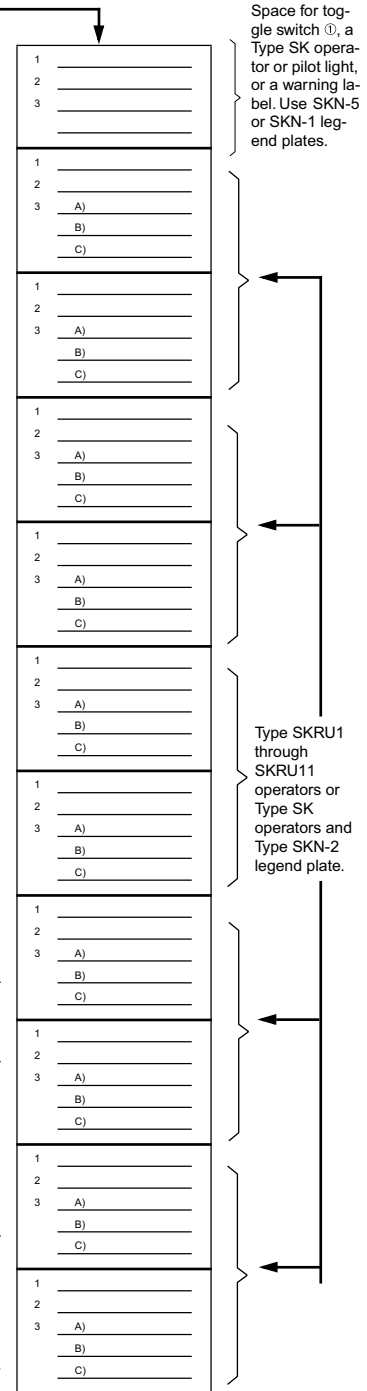 Space for tog-
gle switch ①, a
Type SK opera-
tor or pilot light,
or a warning la-
bel. Use SKN-5
or SKN-1 leg-
end plates.
1
2
3
1
2
3 A)
B)
C)
1
2
3 A)
B)
C)
1
2
3 A)
B)
C)
1
2
3 A)
B)
C)
1
2
3 A)
B)
C)
Type SKRU1
through
SKRU11
operators or
Type SK
operators and
Type SKN-2
legend plate.
1
2
3 A)
B)
C)
1
2
3 A)
B)
C)
1
2
3 A)
B)
C)
1
2
3 A)
B)
C)
1
2
3 A)
B)
C)